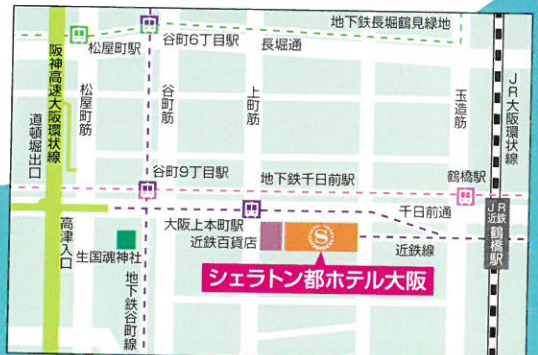 地下鉄長堀鶴見緑地
松屋町駅
谷町6丁目駅
長堀通
阪神高速大阪環状線
道頓堀出口
松屋町筋
谷町筋
上町筋
玉造筋
JR大阪環状線
谷町9丁目駅
地下鉄千日前駅
鶴橋駅
千日前通
JR
近鉄
鶴橋駅
高津入口
大阪上本町駅
近鉄百貨店
S
近鉄線
生国魂神社
地下鉄谷町線
シェラトン都ホテル大阪